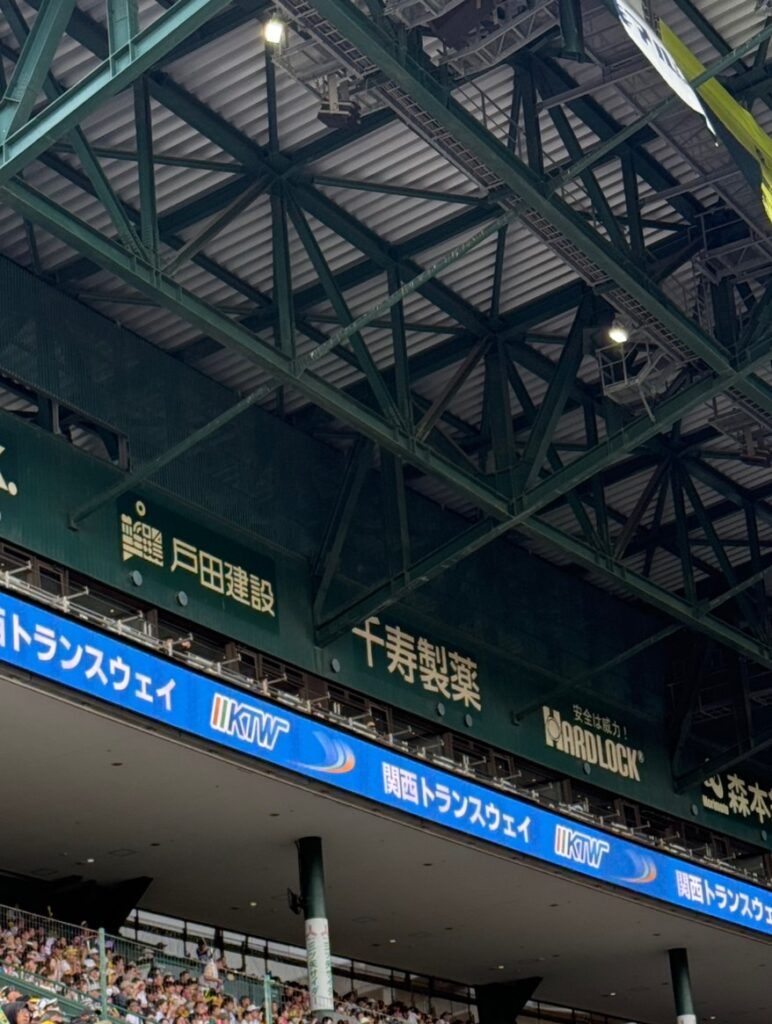 戸田建設
千寿製薬
安全は威力!
HARDLOCK®
森本
トランスウェイ
KTW
関西トランスウェイ
KTW
関西トランスウェ